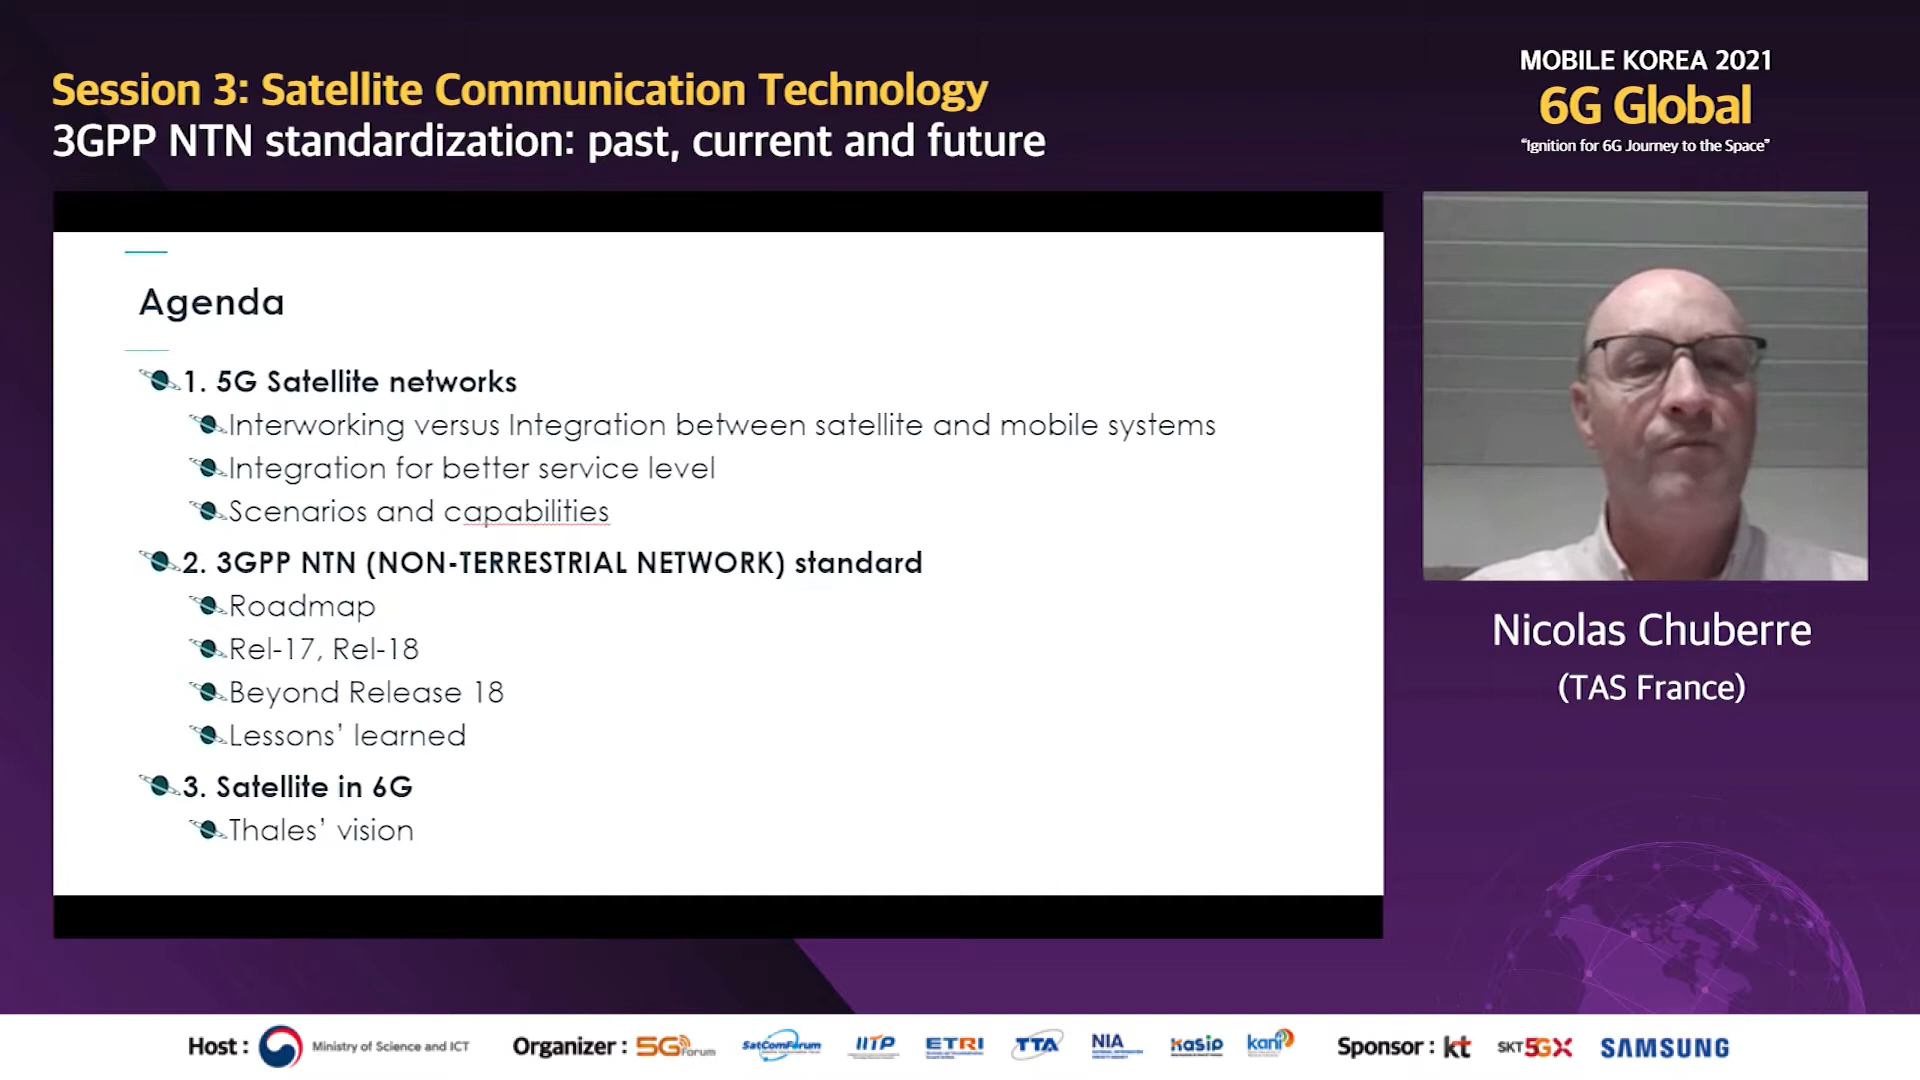 Session 3: Satellite Communication Technology
3GPP NTN standardization: past, current and future
MOBILE KOREA 2021
6G Global
“Ignition for 6G Journey to the Space”
Agenda
1. 5G Satellite networks
Interworking versus Integration between satellite and mobile systems
Integration for better service level
Scenarios and capabilities
2. 3GPP NTN (NON-TERRESTRIAL NETWORK) standard
Roadmap
Rel-17, Rel-18
Beyond Release 18
Lessons’ learned
3. Satellite in 6G
Thales’ vision
Nicolas Chuberre
(TAS France)
Host : Ministry of Science and ICT Organizer : 5G Forum SatComForum IITP ETRI TTA NIA kasip kani Sponsor : kt SKT 5GX SAMSUNG